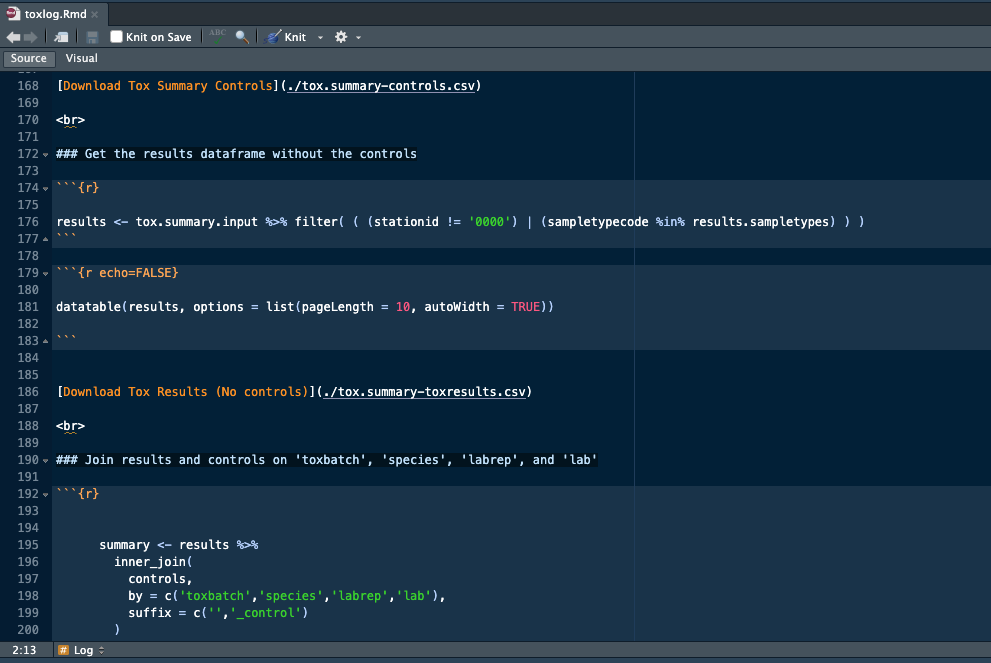 toxlog.Rmd
Knit on Save
ABC
Knit
Source Visual
168 [Download Tox Summary Controls](./tox.summary-controls.csv)
169
170 <br>
171
172 ### Get the results dataframe without the controls
173
174 ```{r}
175
176 results <- tox.summary.input %>% filter( ( (stationid != '0000') | (sampletypecode %in% results.sampletypes) ) )
177 ```
178
179 ```{r echo=FALSE}
180
181 datatable(results, options = list(pageLength = 10, autoWidth = TRUE))
182
183 ```
184
185
186 [Download Tox Results (No controls)](./tox.summary-toxresults.csv)
187
188 <br>
189
190 ### Join results and controls on 'toxbatch', 'species', 'labrep', and 'lab'
191
192 ```{r}
193
194
195 summary <- results %>%
196 inner_join(
197 controls,
198 by = c('toxbatch','species','labrep','lab'),
199 suffix = c('','_control')
200 )
2:13 # Log